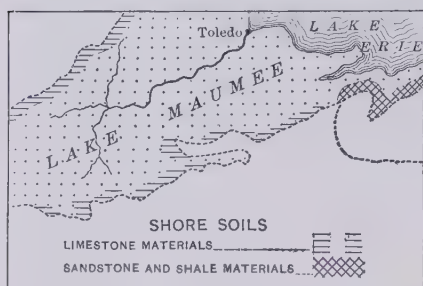 LAKE
Toledo
ERIE
MAUMEE
LAKE
SHORE SOILS
LIMESTONE MATERIALS
SANDSTONE AND SHALE MATERIALS